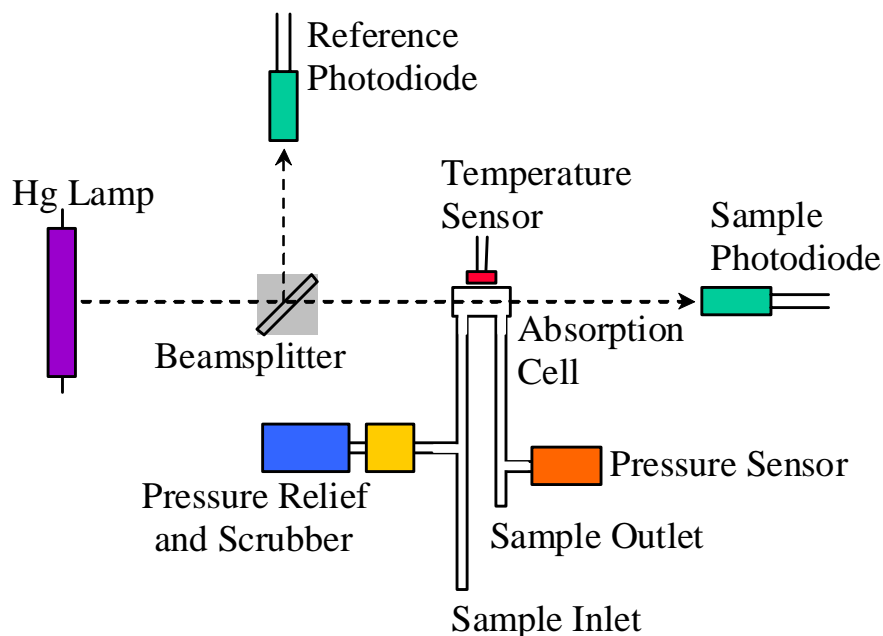 Reference
Photodiode
Hg Lamp
Temperature
Sensor
Sample
Photodiode
Beamsplitter
Absorption
Cell
Pressure Relief
and Scrubber
Pressure Sensor
Sample Outlet
Sample Inlet